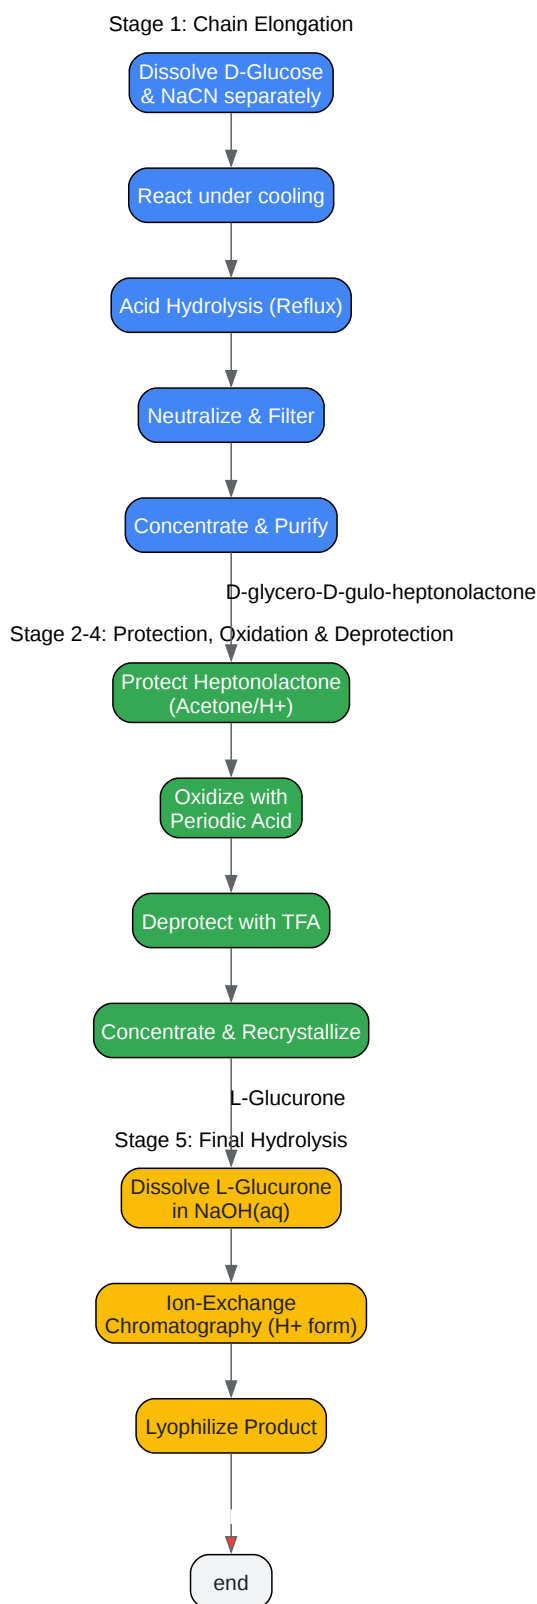 Stage 1: Chain Elongation
Dissolve D-Glucose
& NaCN separately
React under cooling
Acid Hydrolysis (Reflux)
Neutralize & Filter
Concentrate & Purify
D-glycero-D-gulo-heptonolactone
Stage 2-4: Protection, Oxidation & Deprotection
Protect Heptonolactone
(Acetone/H+)
Oxidize with
Periodic Acid
Deprotect with TFA
Concentrate & Recrystallize
L-Glucurone
Stage 5: Final Hydrolysis
Dissolve L-Glucurone
in NaOH(aq)
Ion-Exchange
Chromatography (H+ form)
Lyophilize Product
end